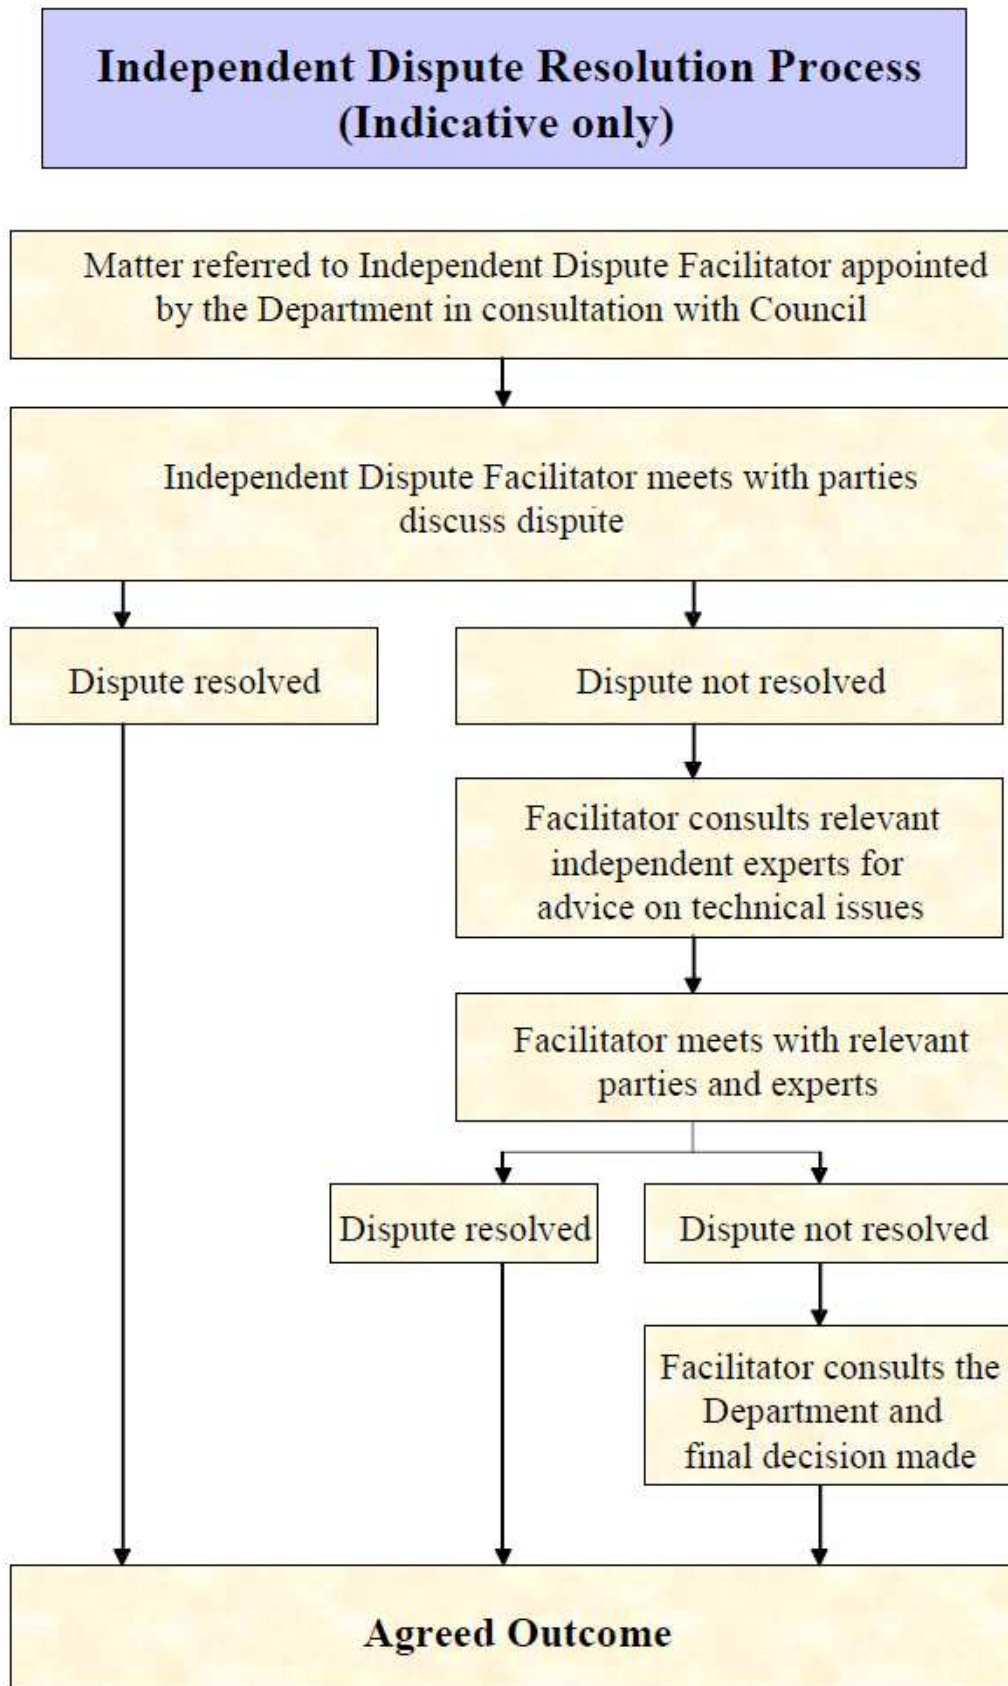 Independent Dispute Resolution Process
(Indicative only)
Matter referred to Independent Dispute Facilitator appointed
by the Department in consultation with Council
Independent Dispute Facilitator meets with parties
discuss dispute
Dispute resolved
Dispute not resolved
Facilitator consults relevant
independent experts for
advice on technical issues
Facilitator meets with relevant
parties and experts
Dispute resolved
Dispute not resolved
Facilitator consults the
Department and
final decision made
Agreed Outcome